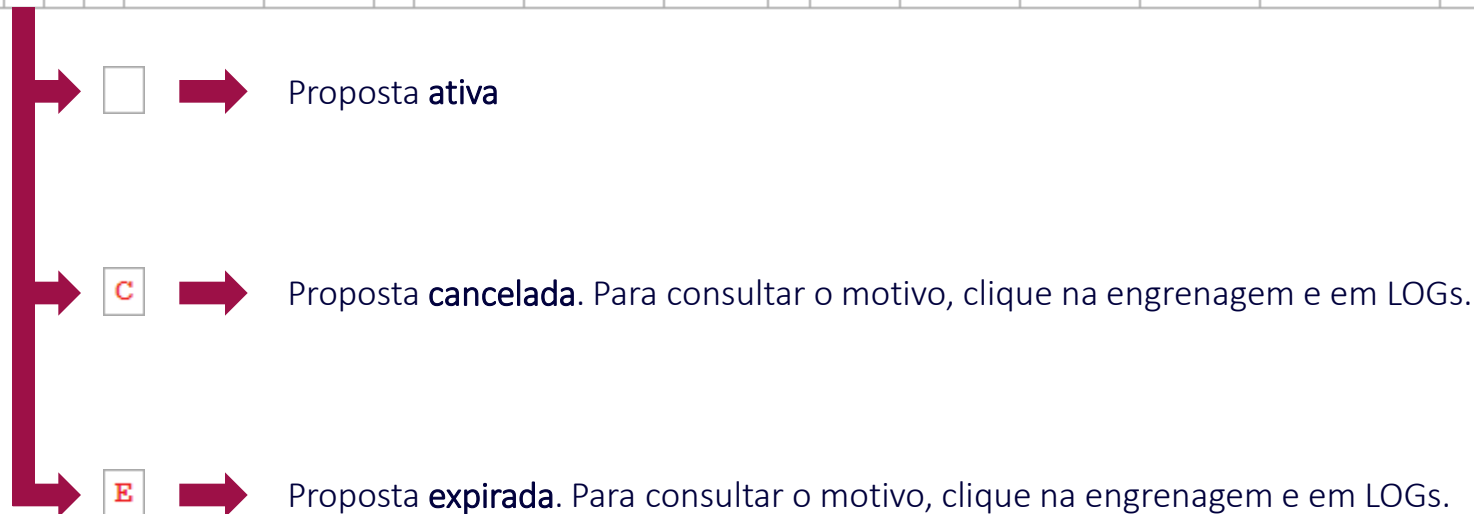 Proposta ativa
C Proposta cancelada. Para consultar o motivo, clique na engrenagem e em LOGs.
E Proposta expirada. Para consultar o motivo, clique na engrenagem e em LOGs.